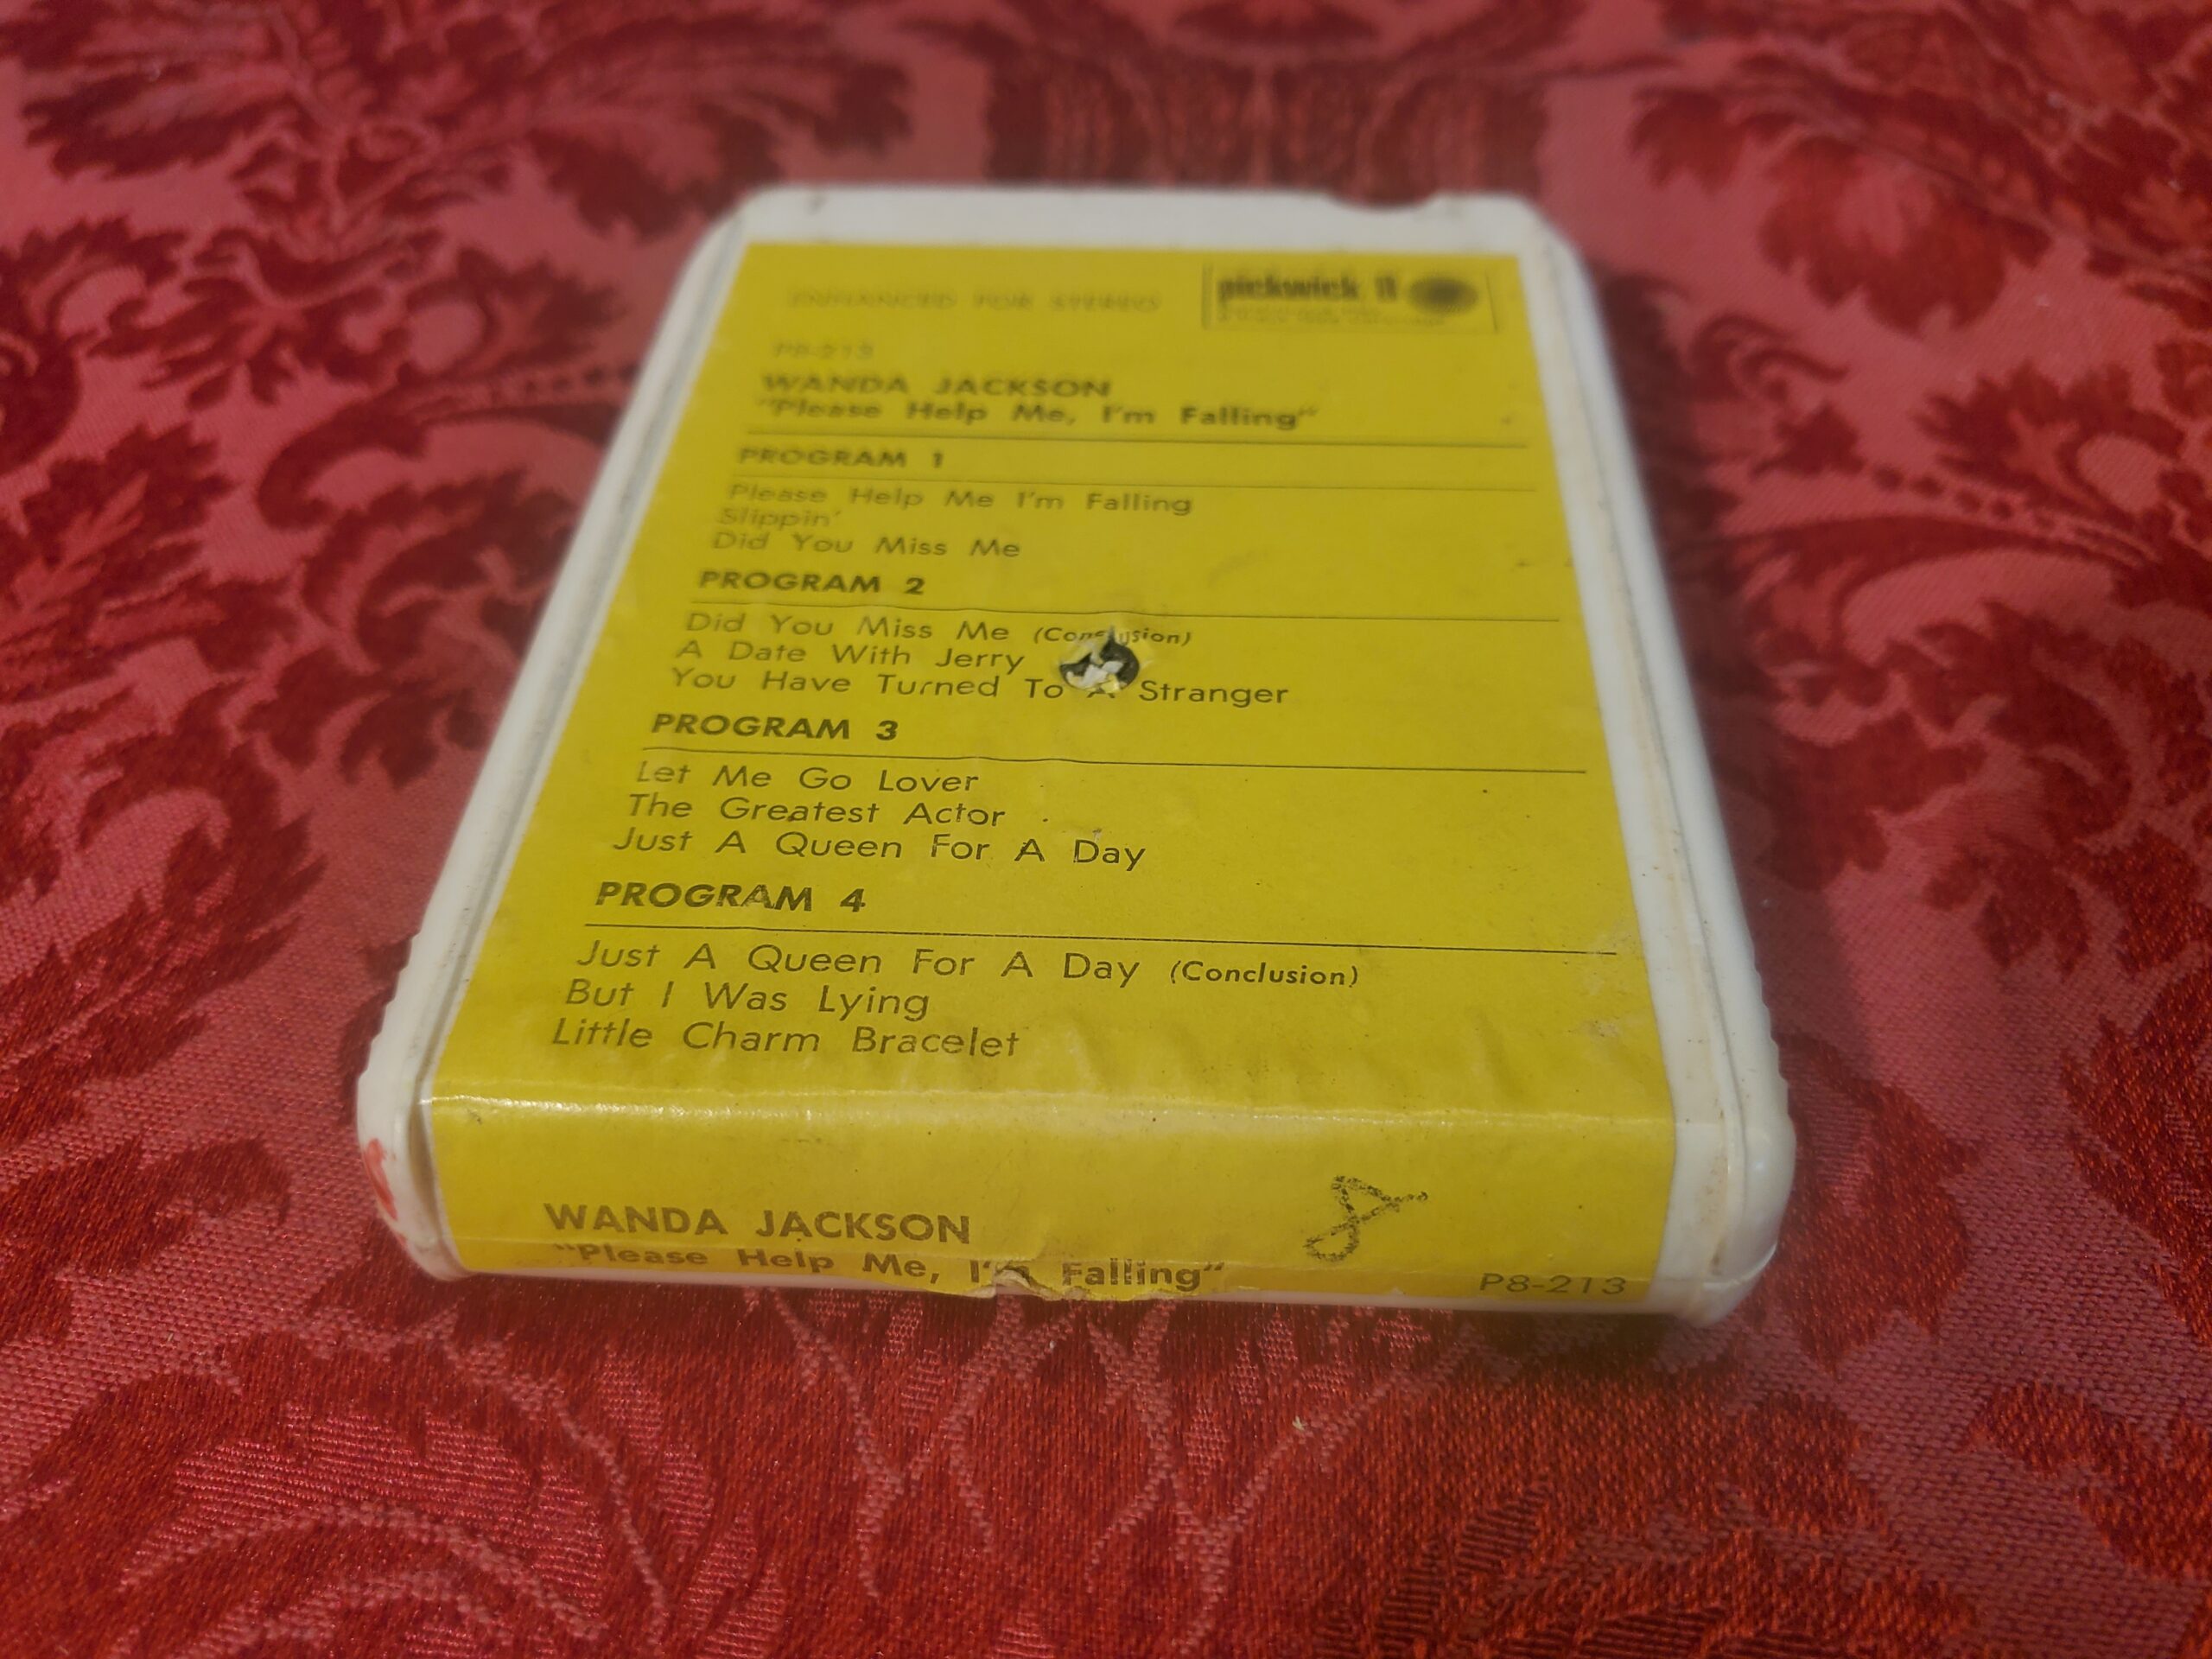 ENHANCED FOR STEREO
pickwick 8
P8-213
WANDA JACKSON
"Please Help Me, I'm Falling"
PROGRAM 1
Please Help Me I'm Falling
Slippin'
Did You Miss Me
PROGRAM 2
Did You Miss Me (Conclusion)
A Date With Jerry
You Have Turned To A Stranger
PROGRAM 3
Let Me Go Lover
The Greatest Actor
Just A Queen For A Day
PROGRAM 4
Just A Queen For A Day (Conclusion)
But I Was Lying
Little Charm Bracelet
8
WANDA JACKSON
"Please Help Me, I'm Falling"
P8-213